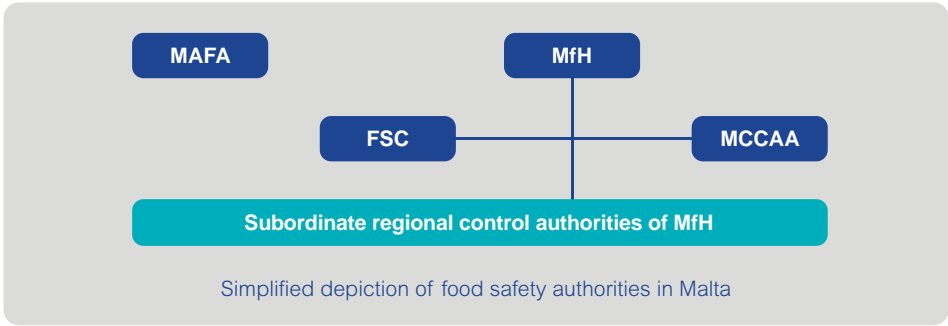 MAFA
MfH
FSC
MCCAA
Subordinate regional control authorities of MfH
Simplified depiction of food safety authorities in Malta